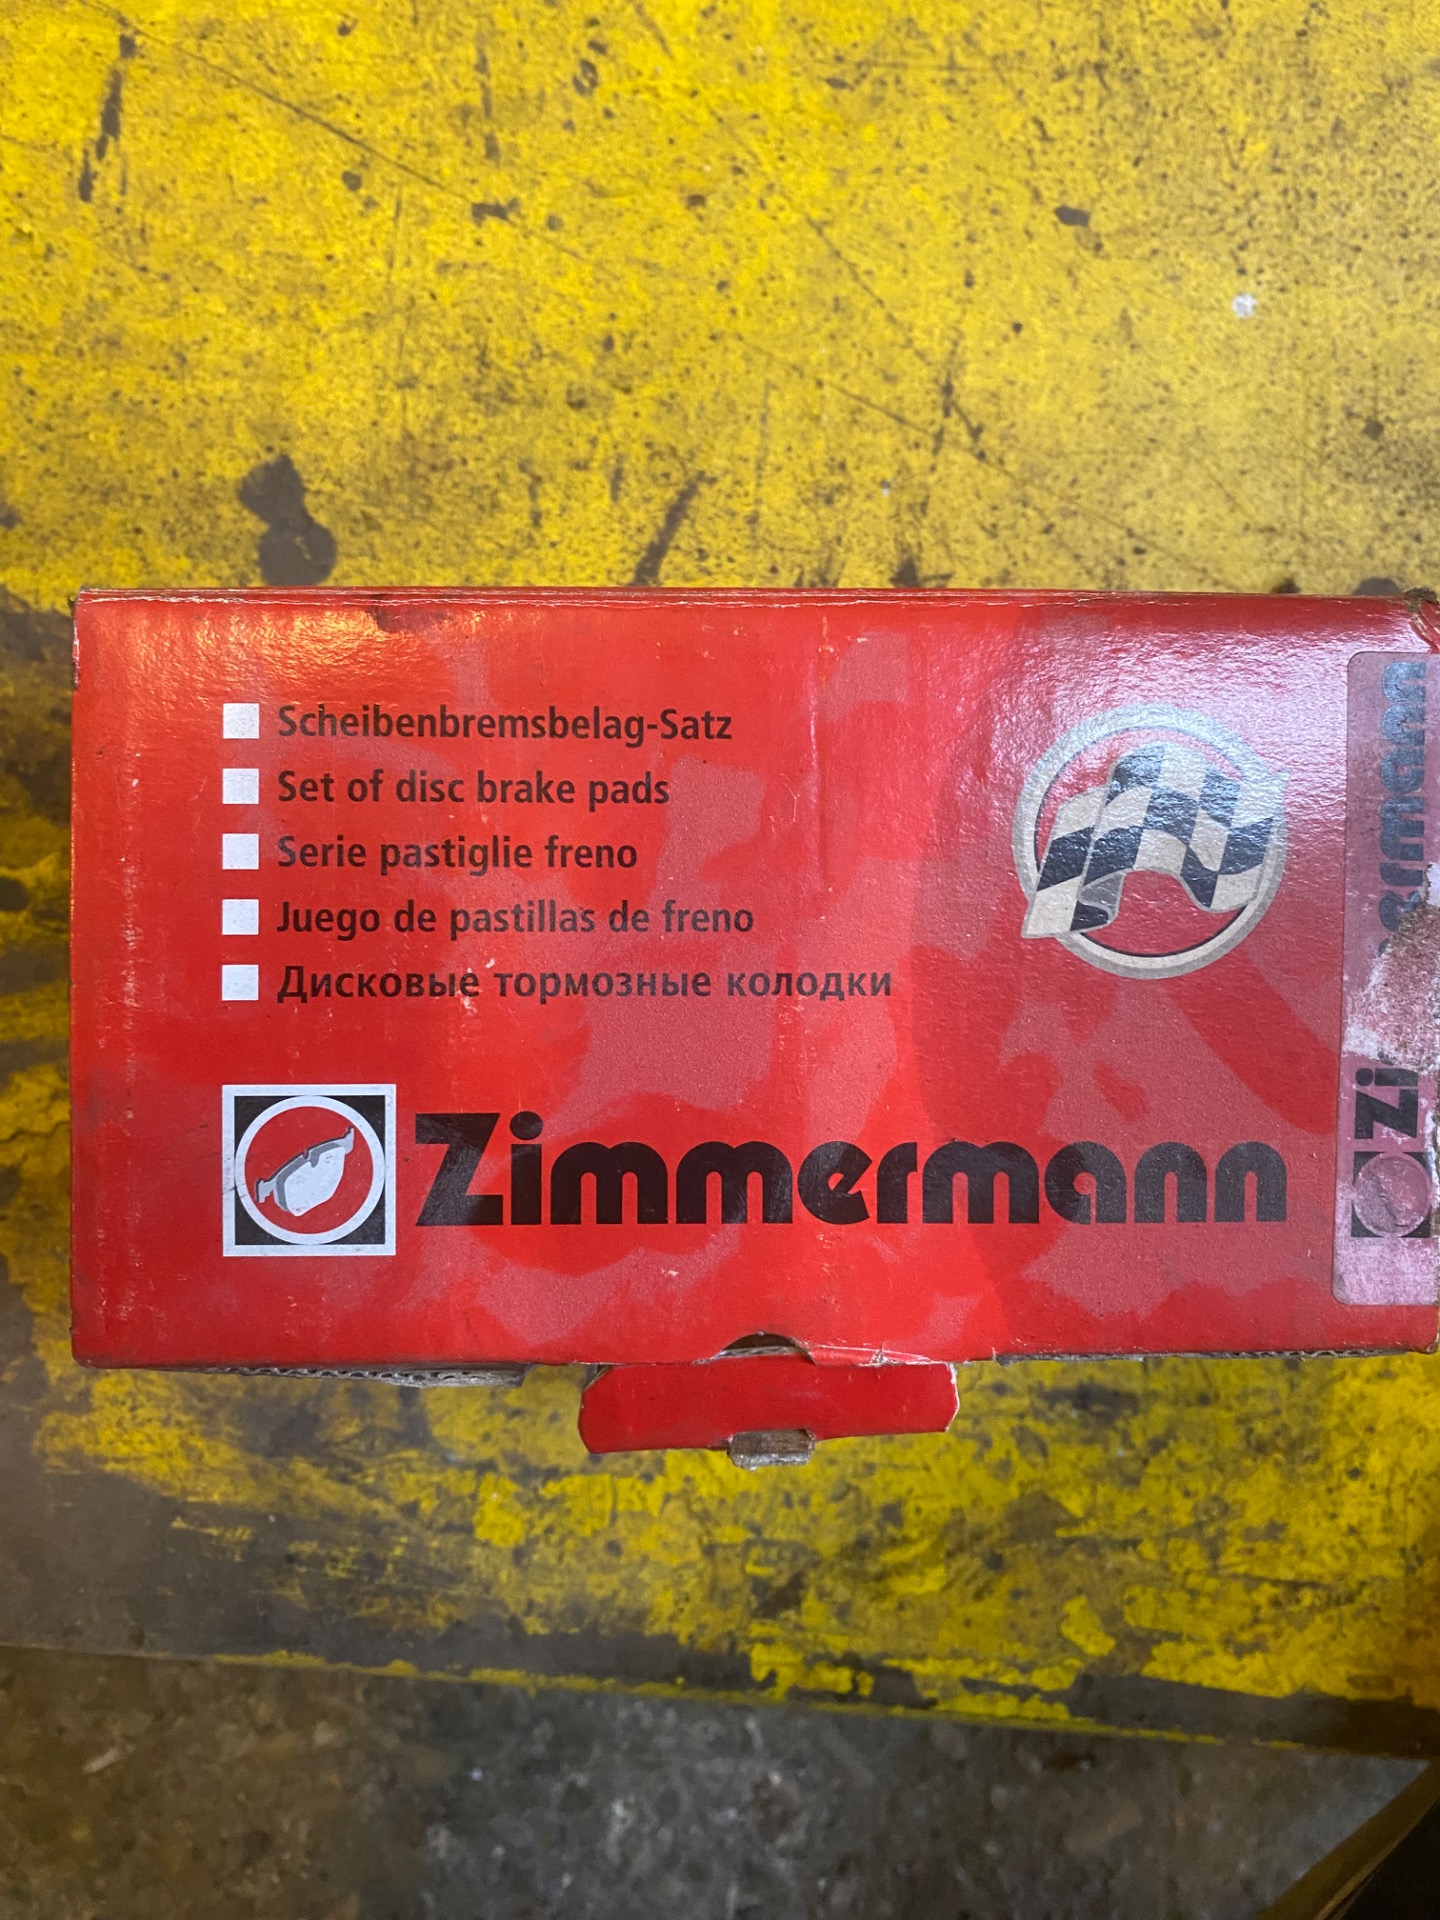 Scheibenbremsbelag-Satz
Set of disc brake pads
Serie pastiglie freno
Juego de pastillas de freno
Дисковые тормозные колодки
Zimmermann